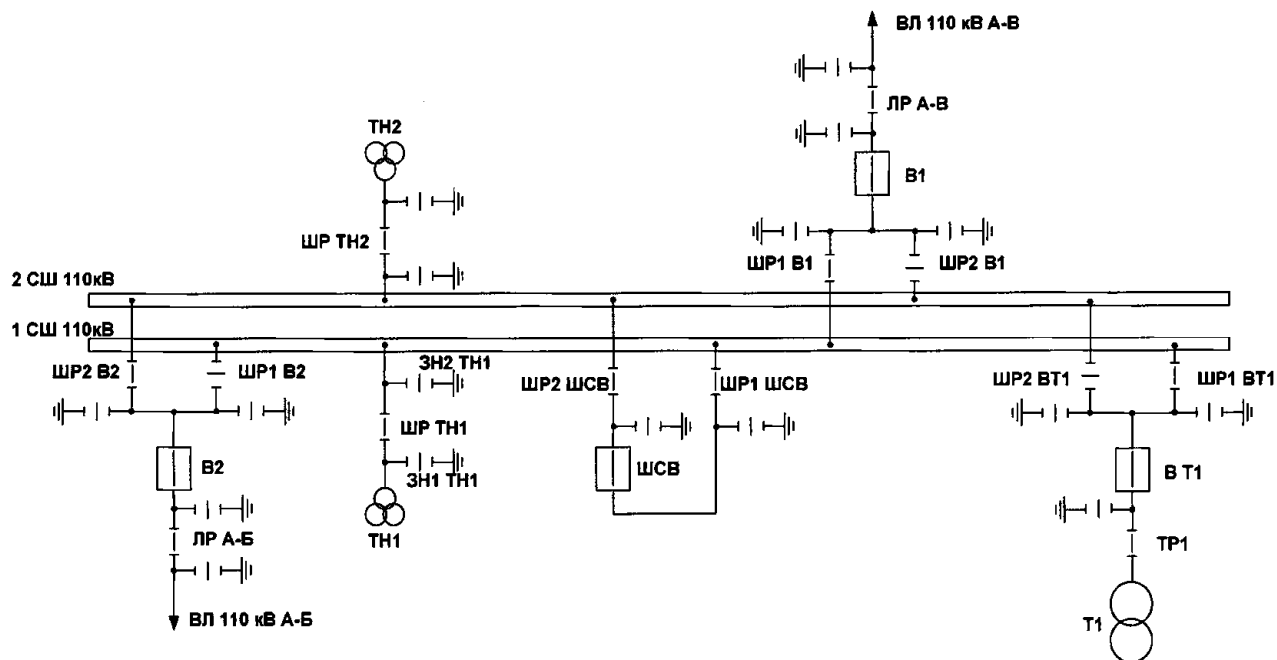 ВЛ 110 кВ А-В
ЛР А-В
ТН2
В1
ШР ТН2
ШР1 В1
ШР2 В1
2 СШ 110кВ
1 СШ 110кВ
ШР2 В2
ШР1 В2
ЗН2 ТН1
ШР2 ШСВ
ШР1 ШСВ
ШР2 ВТ1
ШР1 ВТ1
ШР ТН1
В2
ЗН1 ТН1
ШСВ
В Т1
ТН1
ЛР А-Б
ТР1
ВЛ 110 кВ А-Б
Т1